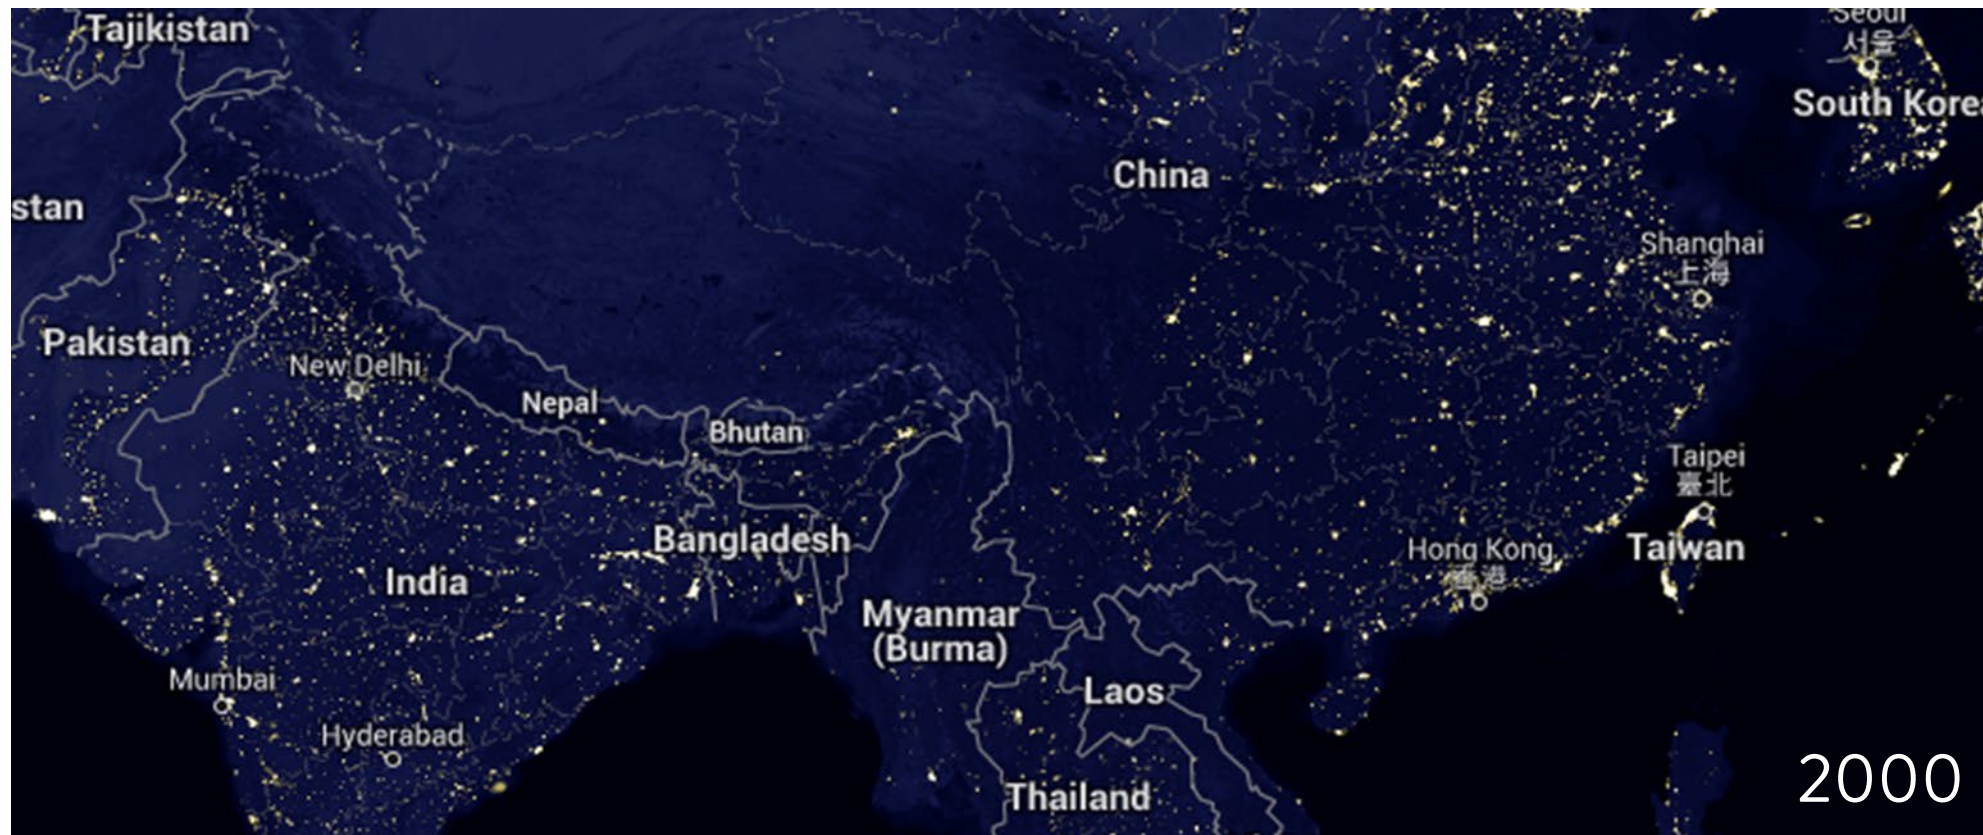 Tajikistan
Seoul
서울
South Kore
China
stan
Shanghai
上海
Pakistan
New Delhi
Nepal
Bhutan
Taipei
臺北
Bangladesh
Hong Kong
香港
Taiwan
India
Myanmar
(Burma)
Mumbai
Laos
Hyderabad
Thailand
2000